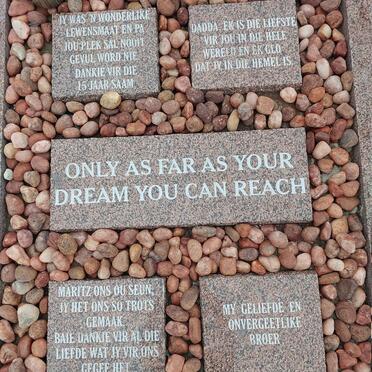 JY WAS 'N WONDERLIKE
LEWENSMAAT EN PA
JOU PLEK SAL NOOIT
GEVUL WORD NIE
DANKIE VIR DIE
15 JAAR SAAM
DADDA, EK IS DIE LIEFSTE
VIR JOU IN DIE HELE
WERELD EN EK GLO
DAT JY IN DIE HEMEL IS.
ONLY AS FAR AS YOUR
DREAM YOU CAN REACH
MARITZ ONS OU SEUN,
JY HET ONS SO TROTS
GEMAAK.
BAIE DANKIE VIR AL DIE
LIEFDE WAT JY VIR ONS
GEGEE HET.
MY GELIEFDE EN
ONVERGEETLIKE
BROER